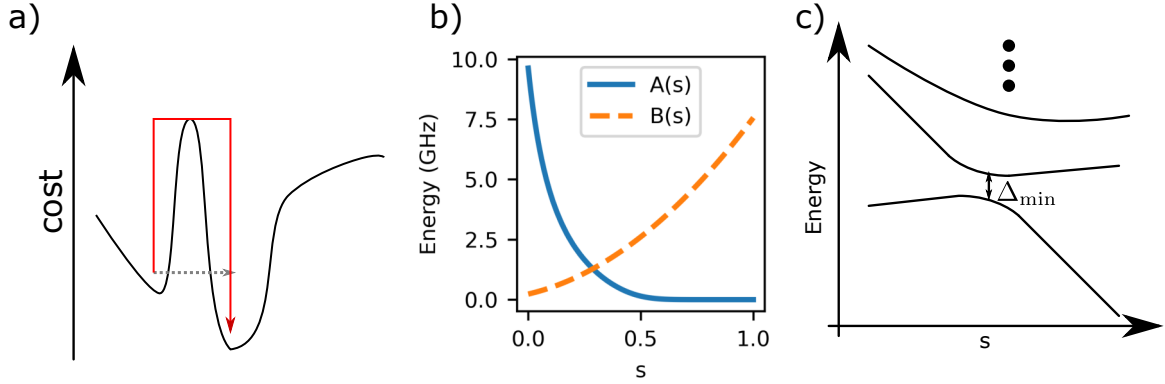 a)
cost
b)
10.0
7.5
5.0
2.5
0.0
Energy (GHz)
A(s)
B(s)
0.0
0.5
1.0
s
c)
Energy
Δmin
s